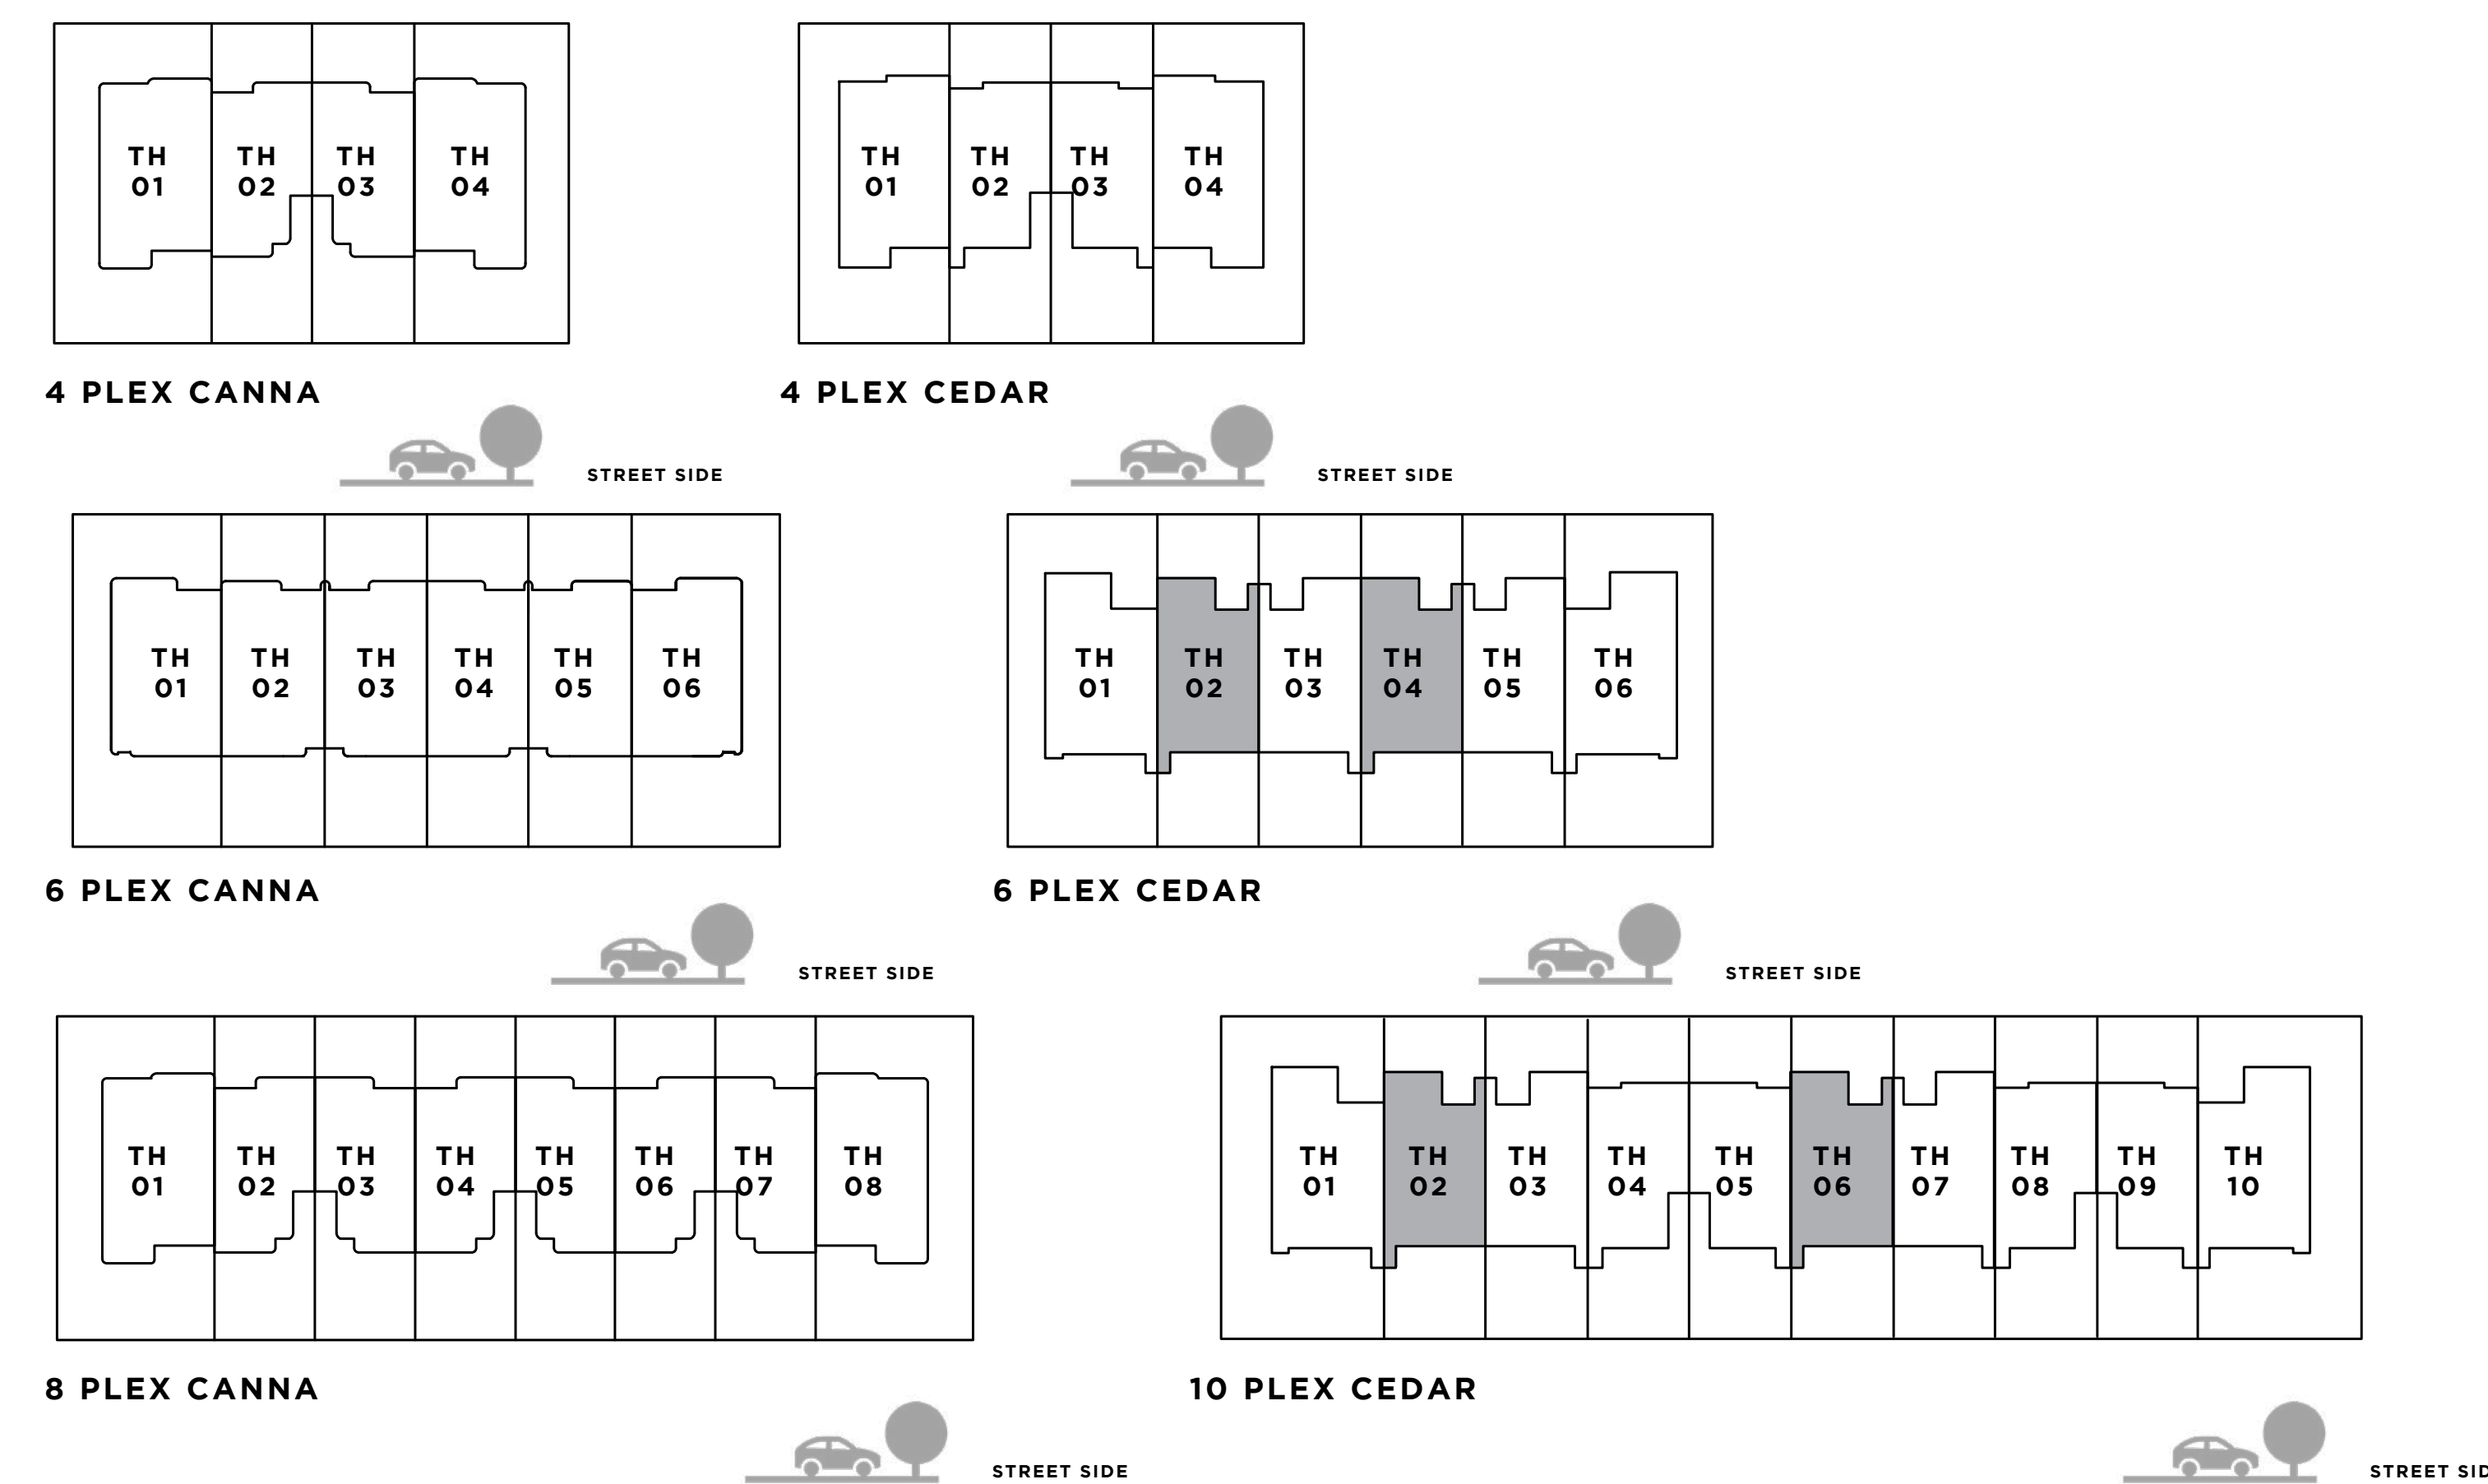 TH TH TH TH
01 02 03 04
4 PLEX CANNA
STREET SIDE
TH TH TH TH
01 02 03 04
4 PLEX CEDAR
STREET SIDE
TH TH TH TH TH TH
01 02 03 04 05 06
6 PLEX CANNA
STREET SIDE
TH TH TH TH TH TH
01 02 03 04 05 06
6 PLEX CEDAR
STREET SIDE
TH TH TH TH TH TH TH TH
01 02 03 04 05 06 07 08
8 PLEX CANNA
STREET SIDE
TH TH TH TH TH TH TH TH TH TH
01 02 03 04 05 06 07 08 09 10
10 PLEX CEDAR
STREET SID